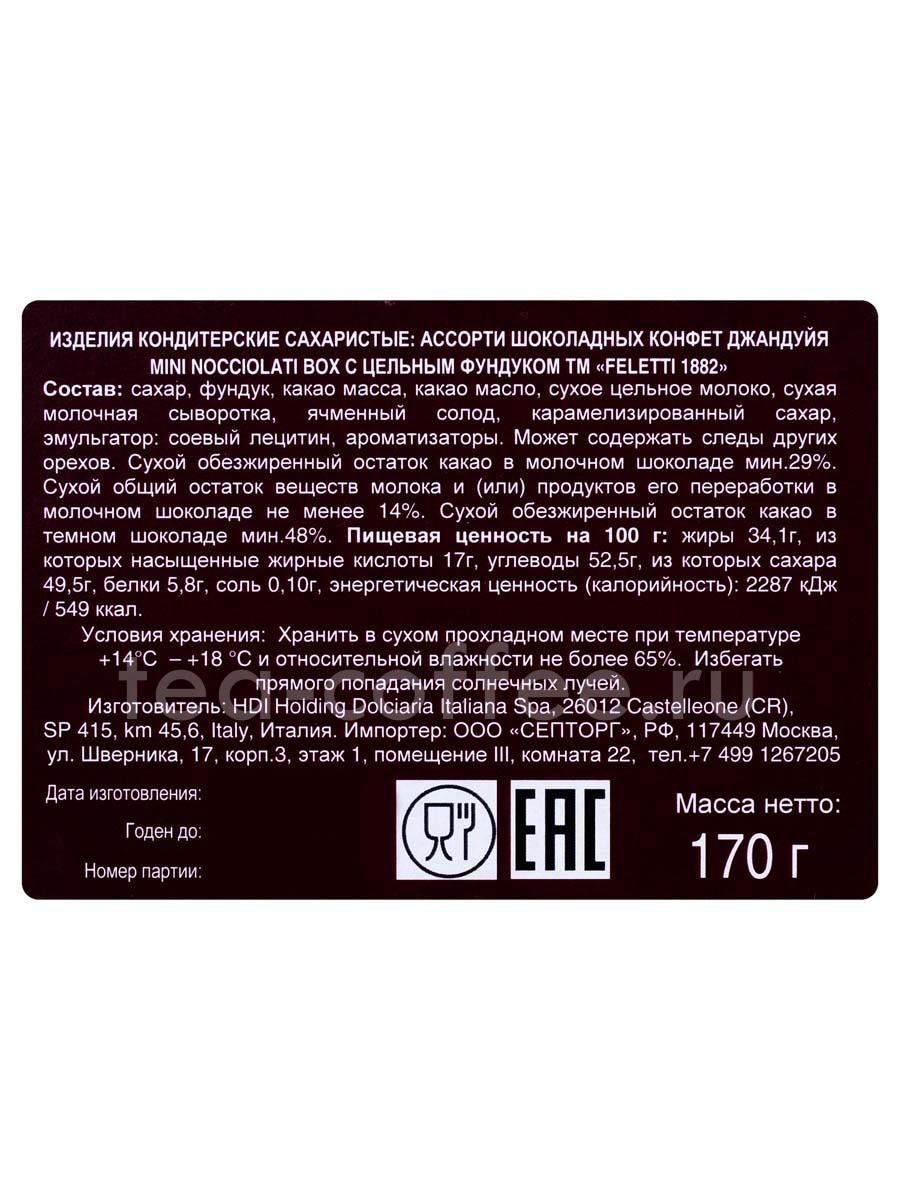 ИЗДЕЛИЯ КОНДИТЕРСКИЕ САХАРИСТЫЕ: АССОРТИ ШОКОЛАДНЫХ КОНФЕТ ДЖАНДУЙЯ
MINI NOCCIOLATI BOX С ЦЕЛЬНЫМ ФУНДУКОМ ТМ «FELETTI 1882»
Состав: сахар, фундук, какао масса, какао масло, сухое цельное молоко, сухая
молочная сыворотка, ячменный солод, карамелизированный сахар,
эмульгатор: соевый лецитин, ароматизаторы. Может содержать следы других
орехов. Сухой обезжиренный остаток какао в молочном шоколаде мин.29%.
Сухой общий остаток веществ молока и (или) продуктов его переработки в
молочном шоколаде не менее 14%. Сухой обезжиренный остаток какао в
темном шоколаде мин.48%. Пищевая ценность на 100 г: жиры 34,1г, из
которых насыщенные жирные кислоты 17г, углеводы 52,5г, из которых сахара
49,5г, белки 5,8г, соль 0,10г, энергетическая ценность (калорийность): 2287 кДж
/ 549 ккал.
Условия хранения: Хранить в сухом прохладном месте при температуре
+14°C – +18 °C и относительной влажности не более 65%. Избегать
прямого попадания солнечных лучей.
tea-coffee.ru
Изготовитель: HDI Holding Dolciaria Italiana Spa, 26012 Castelleone (CR),
SP 415, km 45,6, Italy, Италия. Импортер: ООО «СЕПТОРГ», РФ, 117449 Москва,
ул. Шверника, 17, корп.3, этаж 1, помещение III, комната 22, тел.+7 499 1267205
Дата изготовления:
Годен до:
Номер партии:
EAC
Масса нетто:
170 г